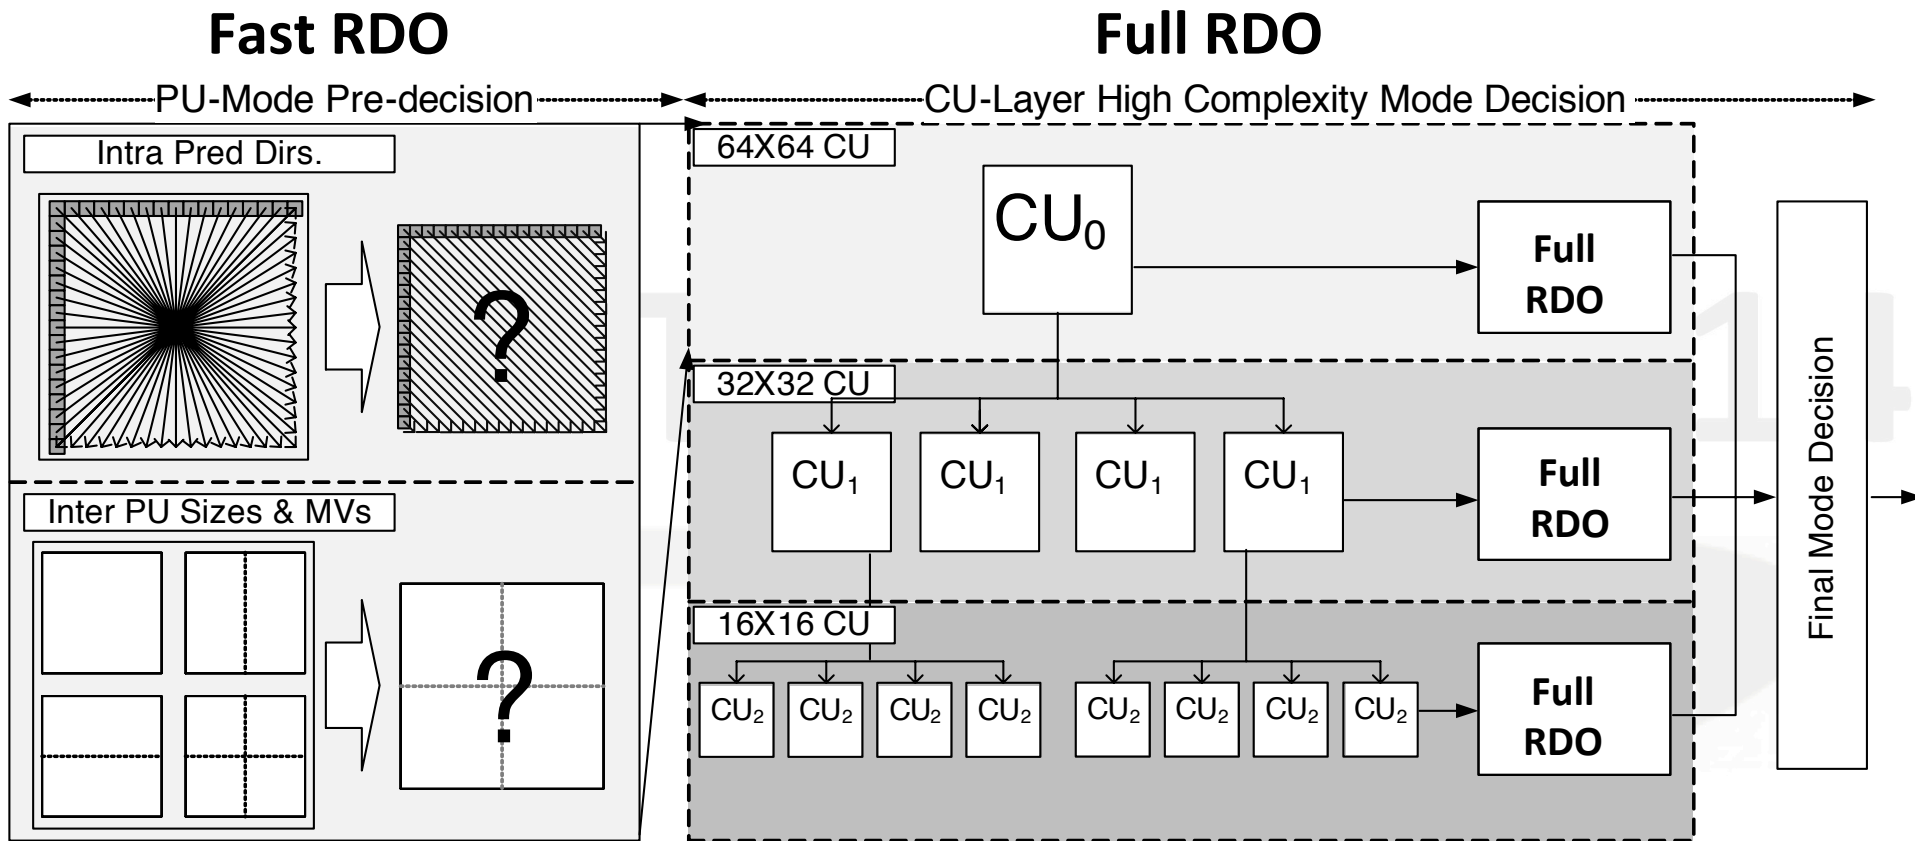 Fast RDO
Full RDO
PU-Mode Pre-decision
CU-Layer High Complexity Mode Decision
Intra Pred Dirs.
?
Inter PU Sizes & MVs
?
64X64 CU
CU0
Full
RDO
32X32 CU
CU1
CU1
CU1
CU1
Full
RDO
16X16 CU
CU2
CU2
CU2
CU2
CU2
CU2
CU2
CU2
Full
RDO
Final Mode Decision
14